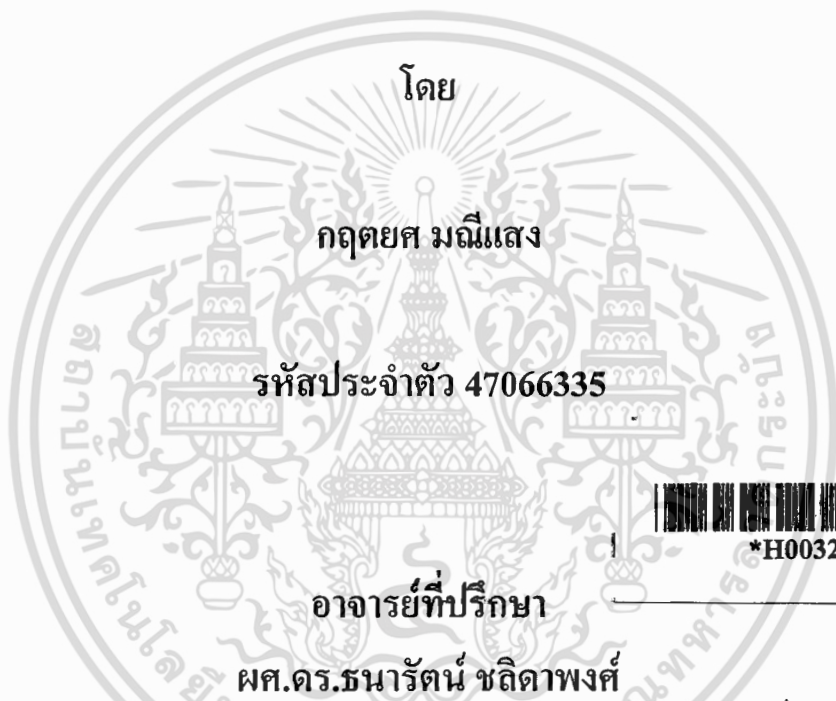 โดย
กฤตยศ มณีแสง
รหัสประจำตัว 47066335
*H0032
อาจารย์ที่ปรึกษา
ผศ.ดร.ธนารัตน์ ชลิดาพงศ์